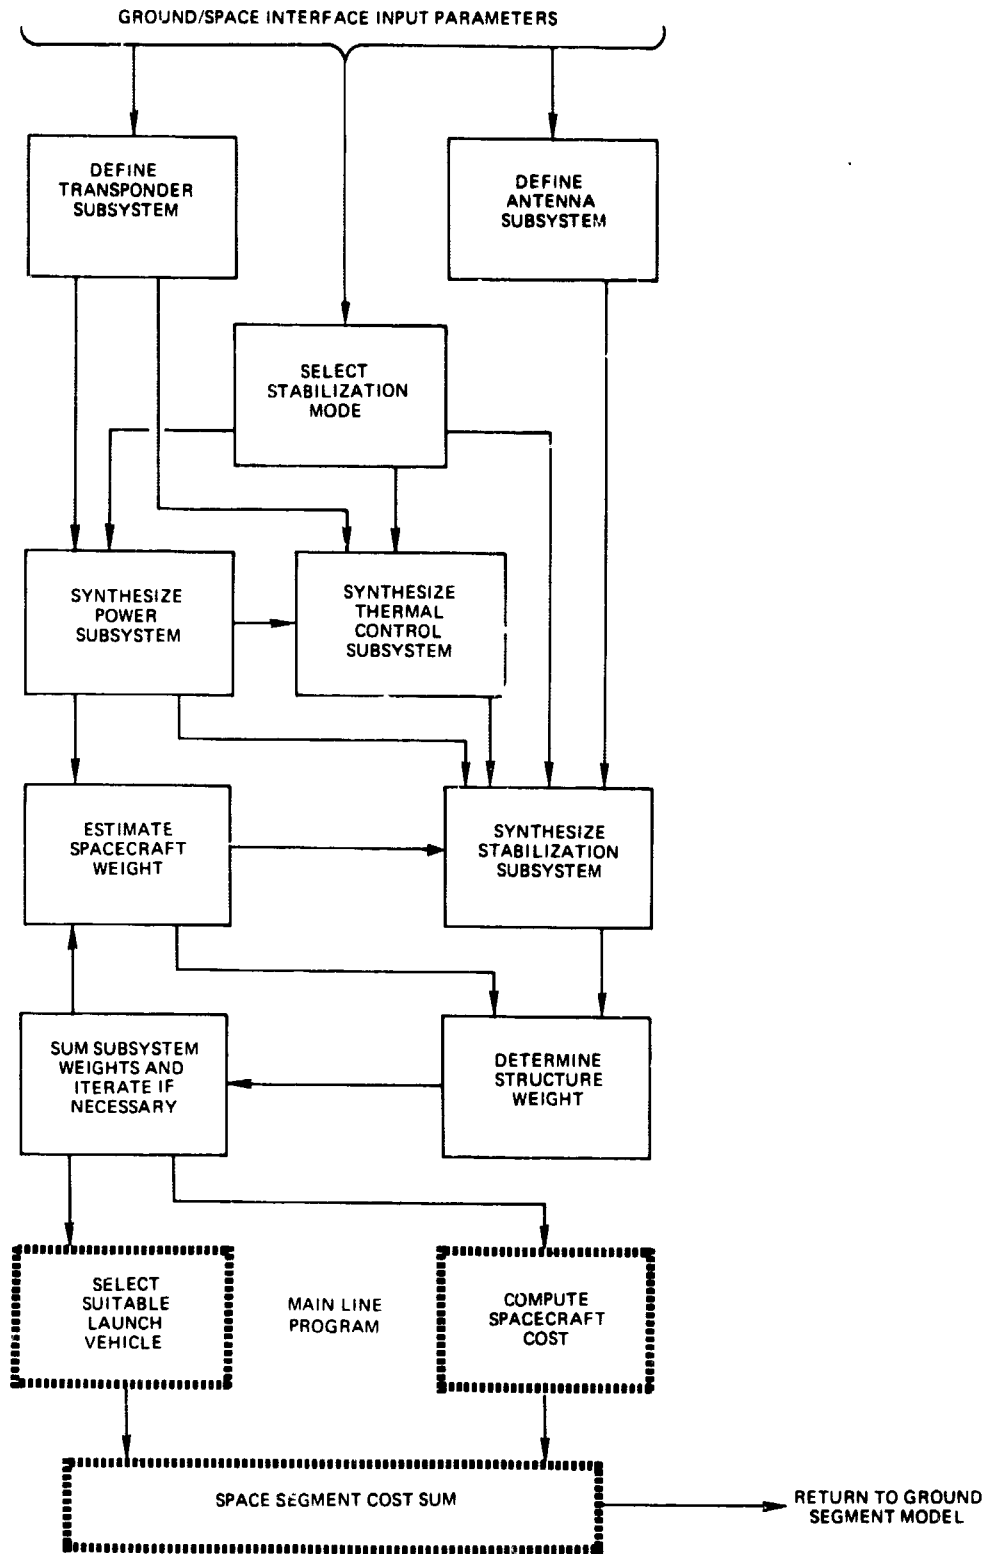 GROUND/SPACE INTERFACE INPUT PARAMETERS
DEFINE
TRANSPONDER
SUBSYSTEM
DEFINE
ANTENNA
SUBSYSTEM
SELECT
STABILIZATION
MODE
SYNTHESIZE
POWER
SUBSYSTEM
SYNTHESIZE
THERMAL
CONTROL
SUBSYSTEM
ESTIMATE
SPACECRAFT
WEIGHT
SYNTHESIZE
STABILIZATION
SUBSYSTEM
SUM SUBSYSTEM
WEIGHTS AND
ITERATE IF
NECESSARY
DETERMINE
STRUCTURE
WEIGHT
SELECT
SUITABLE
LAUNCH
VEHICLE
MAIN LINE
PROGRAM
COMPUTE
SPACECRAFT
COST
SPACE SEGMENT COST SUM
RETURN TO GROUND
SEGMENT MODEL